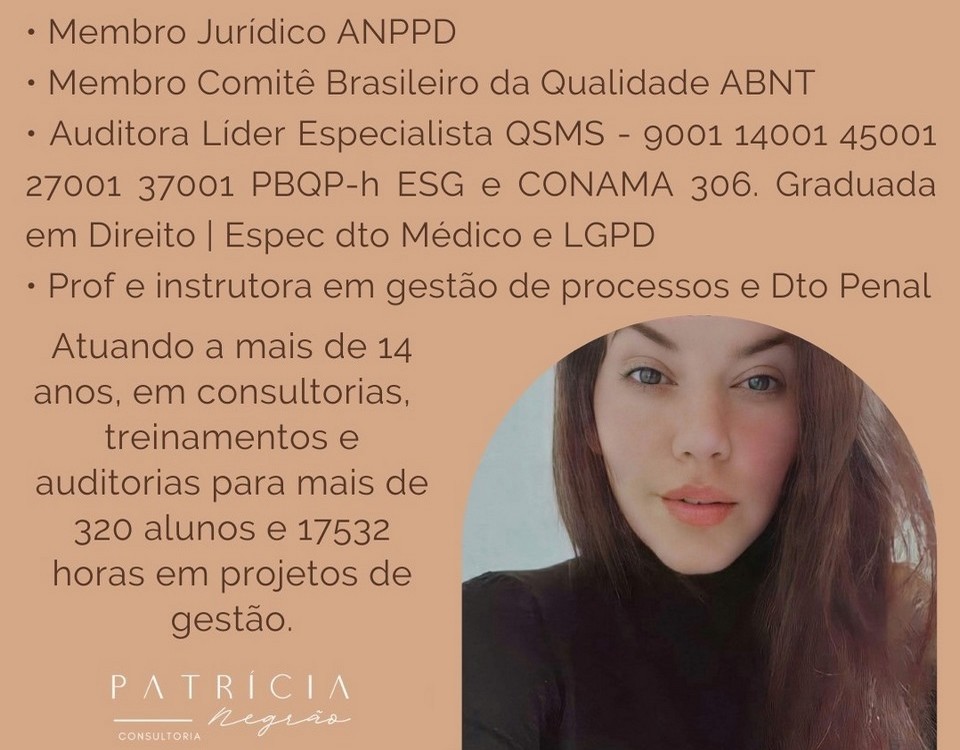 • Membro Jurídico ANPPD
• Membro Comitê Brasileiro da Qualidade ABNT
• Auditora Líder Especialista QSMS - 9001 14001 45001
27001 37001 PBQP-h ESG e CONAMA 306. Graduada
em Direito | Espec dto Médico e LGPD
• Prof e instrutora em gestão de processos e Dto Penal
Atuando a mais de 14
anos, em consultorias,
treinamentos e
auditorias para mais de
320 alunos e 17532
horas em projetos de
gestão.
PATRÍCIA
Negrão
CONSULTORIA